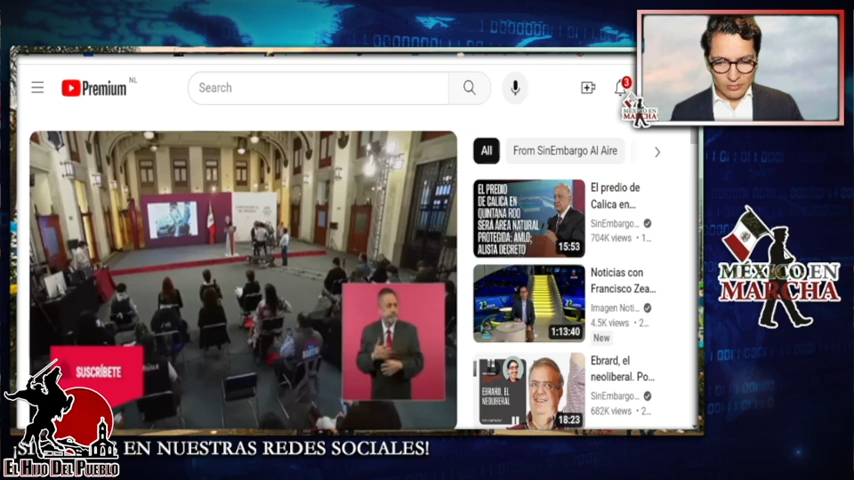 Premium
NL
Search
3
MÉXICO EN
MARCHA
All
From SinEmbargo Al Aire
EL PREDIO
DE CALICA EN
QUINTANA ROO
SERÁ ÁREA NATURAL
PROTEGIDA: AMLO;
ALISTA DECRETO
15:53
El predio de
Calica en...
SinEmbargo...
704K views • 1...
Noticias con
Francisco Zea...
Imagen Noti...
4.5K views • 2...
New
1:13:40
Ebrard, el
neoliberal. Po...
SinEmbargo...
682K views • 2...
EBRARD, EL
NEOLIBERAL
18:23
MÉXICO EN
MARCHA
SUSCRÍBETE
EL HIJO DEL PUEBLO
EN NUESTRAS REDES SOCIALES!